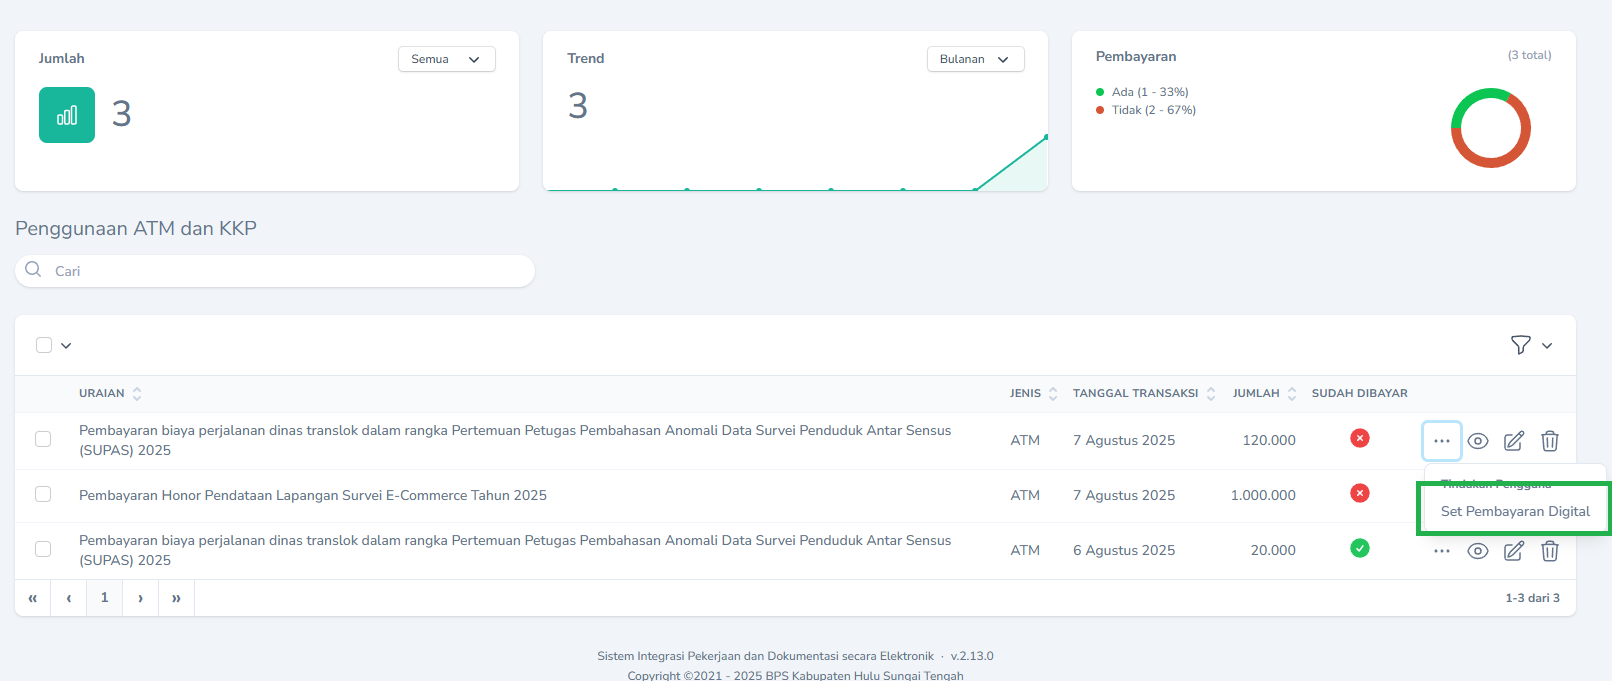 Jumlah
Semua
3
Trend
Bulanan
3
Pembayaran
(3 total)
Ada (1 - 33%)
Tidak (2 - 67%)
Penggunaan ATM dan KKP
Cari
URAIAN JENIS TANGGAL TRANSAKSI JUMLAH SUDAH DIBAYAR
Pembayaran biaya perjalanan dinas translok dalam rangka Pertemuan Petugas Pembahasan Anomali Data Survei Penduduk Antar Sensus
(SUPAS) 2025
ATM 7 Agustus 2025 120.000
Tindakan Pengguna
Set Pembayaran Digital
Pembayaran Honor Pendataan Lapangan Survei E-Commerce Tahun 2025 ATM 7 Agustus 2025 1.000.000
Pembayaran biaya perjalanan dinas translok dalam rangka Pertemuan Petugas Pembahasan Anomali Data Survei Penduduk Antar Sensus
(SUPAS) 2025
ATM 6 Agustus 2025 20.000
« ‹ 1 › »
1-3 dari 3
Sistem Integrasi Pekerjaan dan Dokumentasi secara Elektronik · v.2.13.0
Copyright ©2021 - 2025 BPS Kabupaten Hulu Sungai Tengah